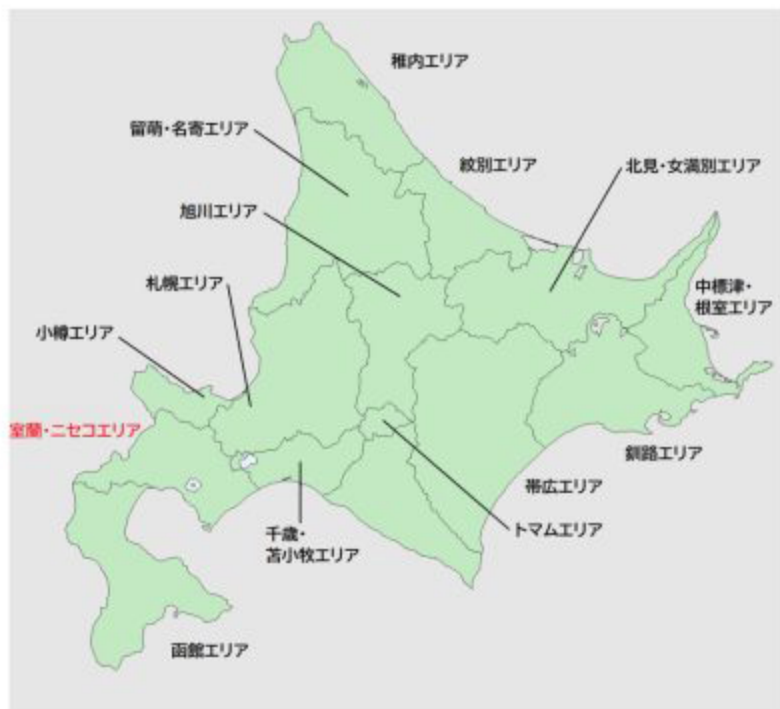 稚内エリア
留萌・名寄エリア
紋別エリア
北見・女満別エリア
旭川エリア
札幌エリア
中標津・
根室エリア
小樽エリア
室蘭・ニセコエリア
釧路エリア
帯広エリア
トマムエリア
千歳・
苫小牧エリア
函館エリア